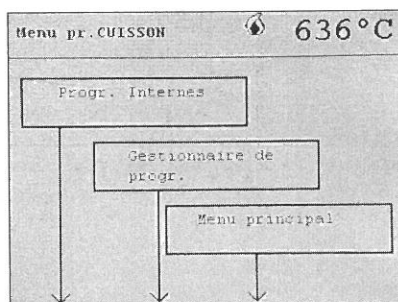 Menu pr.CUISSON
636°C
Progr. Internes
Gestionnaire de
progr.
Menu principal